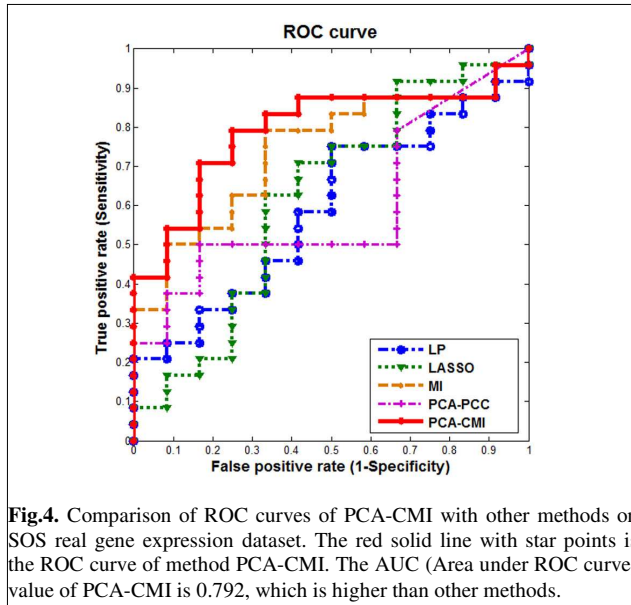 ROC curve
1
0.9
0.8
0.7
0.6
0.5
0.4
0.3
0.2
0.1
0
True positive rate (Sensitivity)
LP
LASSO
MI
PCA-PCC
PCA-CMI
0 0.1 0.2 0.3 0.4 0.5 0.6 0.7 0.8 0.9 1
False positive rate (1-Specificity)
Fig.4. Comparison of ROC curves of PCA-CMI with other methods on
SOS real gene expression dataset. The red solid line with star points is
the ROC curve of method PCA-CMI. The AUC (Area under ROC curve
value of PCA-CMI is 0.792, which is higher than other methods.